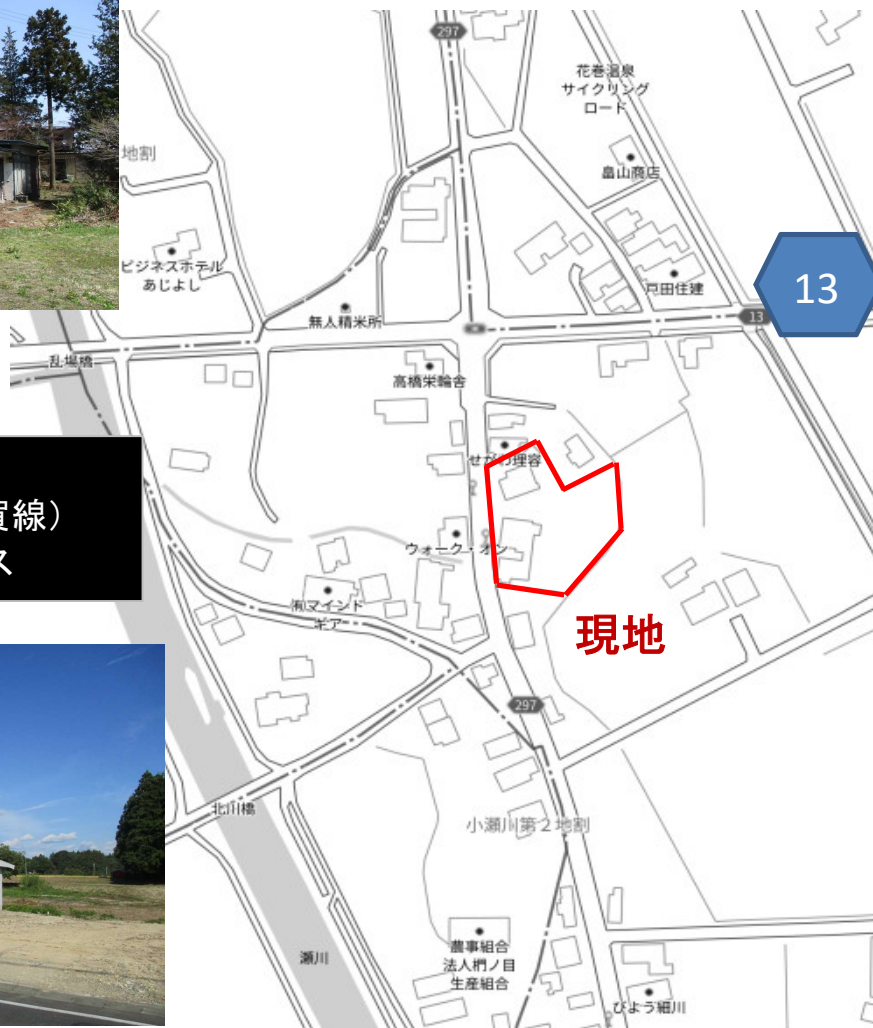 297
花巻温泉
サイクリング
ロード
地割
畠山商店
ビジネスホテル
あじよし
戸田住建
13
13
無人精米所
乱場橋
高橋栄輪舎
せがわ理容
賀線）
ス
ウォーク・オン
㈲マインド
ギア
現地
297
北川橋
小瀬川第２地割
瀬川
農事組合
法人椚ノ目
生産組合
びよう細川